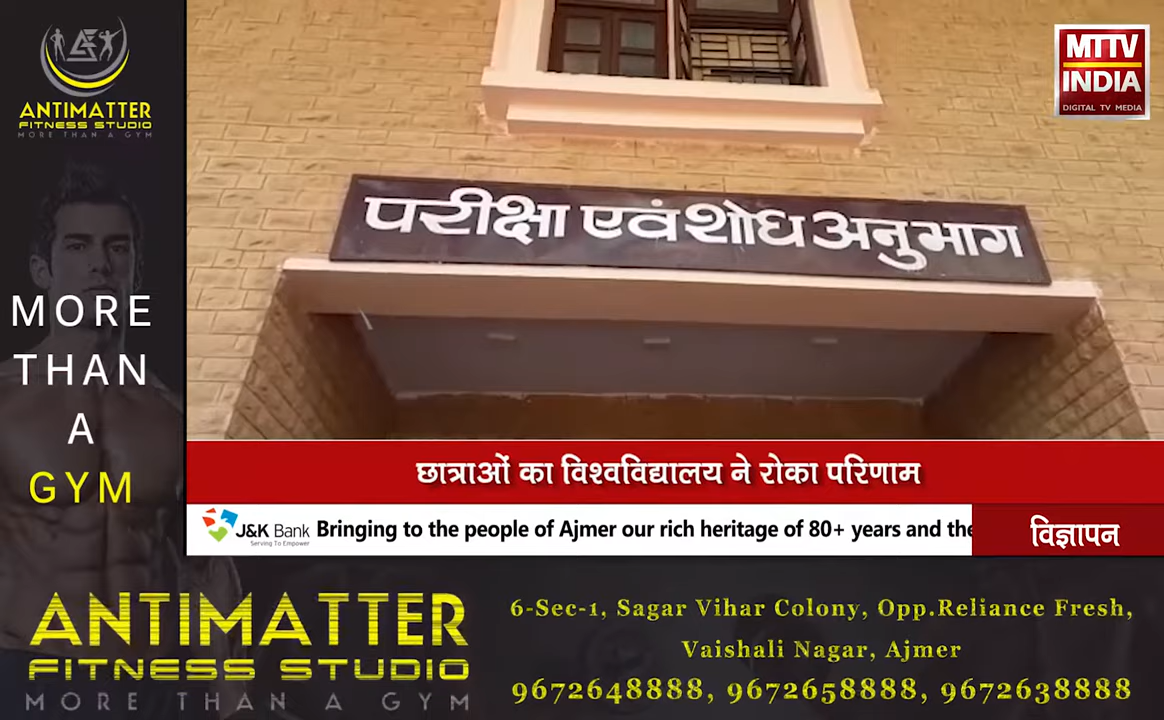 ANTIMATTER
FITNESS STUDIO
MORE THAN A GYM
MTTV
INDIA
DIGITAL TV MEDIA
परीक्षा एवं शोध अनुभाग
MORE
THAN
A
GYM
छात्राओं का विश्वविद्यालय ने रोका परिणाम
J&K Bank
Serving To Empower
Bringing to the people of Ajmer our rich heritage of 80+ years and the
विज्ञापन
ANTIMATTER
FITNESS STUDIO
MORE THAN A GYM
6-Sec-1, Sagar Vihar Colony, Opp.Reliance Fresh,
Vaishali Nagar, Ajmer
9672648888, 9672658888, 9672638888